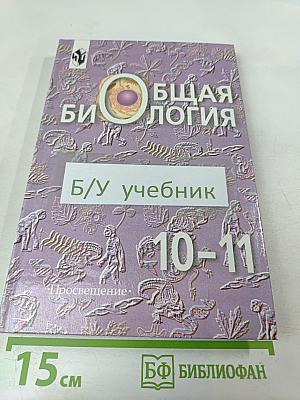 ОБЩАЯ
БИОЛОГИЯ
Б/У учебник
10-11
•Просвещение•
15 см
БФ БИБЛИОФАН